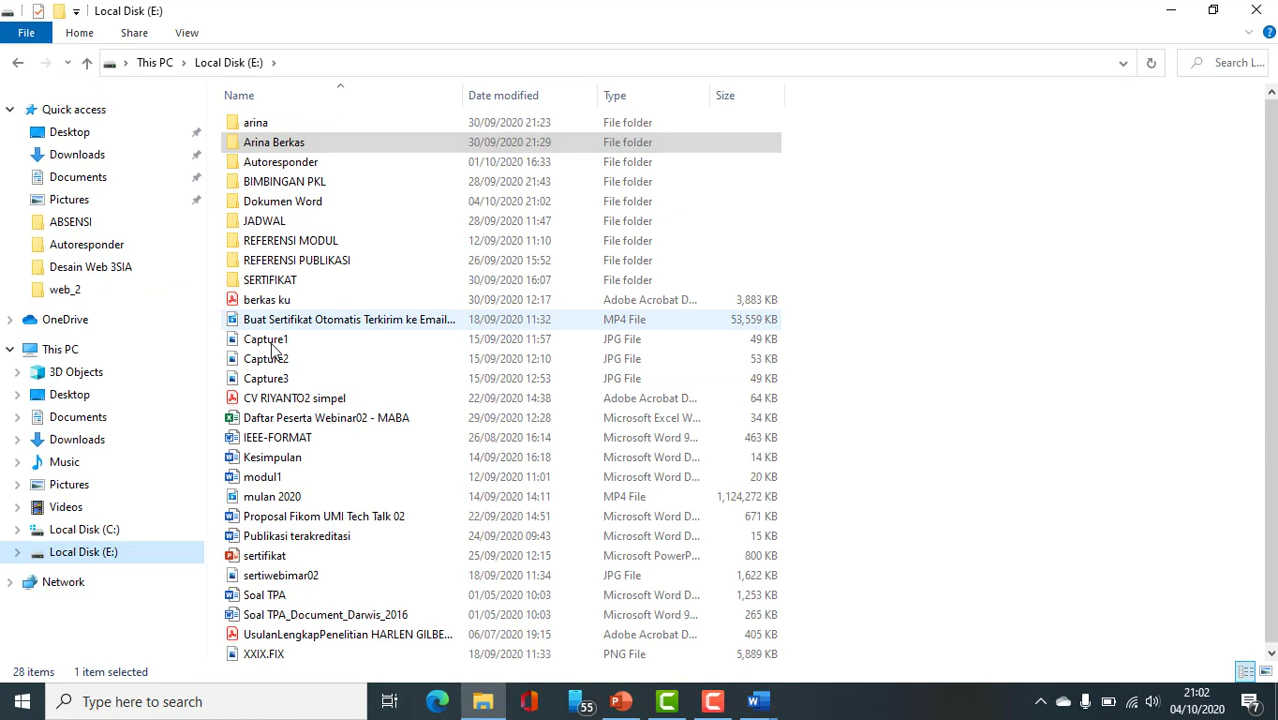 Local Disk (E:)
File Home Share View
This PC Local Disk (E:) Search L...
Name Date modified Type Size
Quick access
Desktop
Downloads
Documents
Pictures
ABSENSI
Autoresponder
Desain Web 3SIA
web_2
OneDrive
This PC
3D Objects
Desktop
Documents
Downloads
Music
Pictures
Videos
Local Disk (C:)
Local Disk (E:)
Network
arina 30/09/2020 21:23 File folder
Arina Berkas 30/09/2020 21:29 File folder
Autoresponder 01/10/2020 16:33 File folder
BIMBINGAN PKL 28/09/2020 21:43 File folder
Dokumen Word 04/10/2020 21:02 File folder
JADWAL 28/09/2020 11:47 File folder
REFERENSI MODUL 12/09/2020 11:10 File folder
REFERENSI PUBLIKASI 26/09/2020 15:52 File folder
SERTIFIKAT 30/09/2020 16:07 File folder
berkas ku 30/09/2020 12:17 Adobe Acrobat D... 3,883 KB
Buat Sertifikat Otomatis Terkirim ke Email... 18/09/2020 11:32 MP4 File 53,559 KB
Capture1 15/09/2020 11:57 JPG File 49 KB
Capture2 15/09/2020 12:10 JPG File 53 KB
Capture3 15/09/2020 12:53 JPG File 49 KB
CV RIYANTO2 simpel 22/09/2020 14:38 Adobe Acrobat D... 64 KB
Daftar Peserta Webinar02 - MABA 29/09/2020 12:28 Microsoft Excel W... 34 KB
IEEE-FORMAT 26/08/2020 16:14 Microsoft Word 9... 463 KB
Kesimpulan 14/09/2020 16:18 Microsoft Word D... 14 KB
modul1 12/09/2020 11:01 Microsoft Word D... 20 KB
mulan 2020 14/09/2020 14:11 MP4 File 1,124,272 KB
Proposal Fikom UMI Tech Talk 02 22/09/2020 14:51 Microsoft Word D... 671 KB
Publikasi terakreditasi 24/09/2020 09:43 Microsoft Word D... 15 KB
sertifikat 25/09/2020 12:15 Microsoft PowerP... 800 KB
sertiwebimar02 18/09/2020 11:34 JPG File 1,622 KB
Soal TPA 01/05/2020 10:03 Microsoft Word D... 1,253 KB
Soal TPA_Document_Darwis_2016 01/05/2020 10:03 Microsoft Word 9... 265 KB
UsulanLengkapPenelitian HARLEN GILBE... 06/07/2020 19:15 Adobe Acrobat D... 405 KB
XXIX.FIX 18/09/2020 11:33 PNG File 5,889 KB
28 items 1 item selected
Type here to search 55 21:02
04/10/2020 7